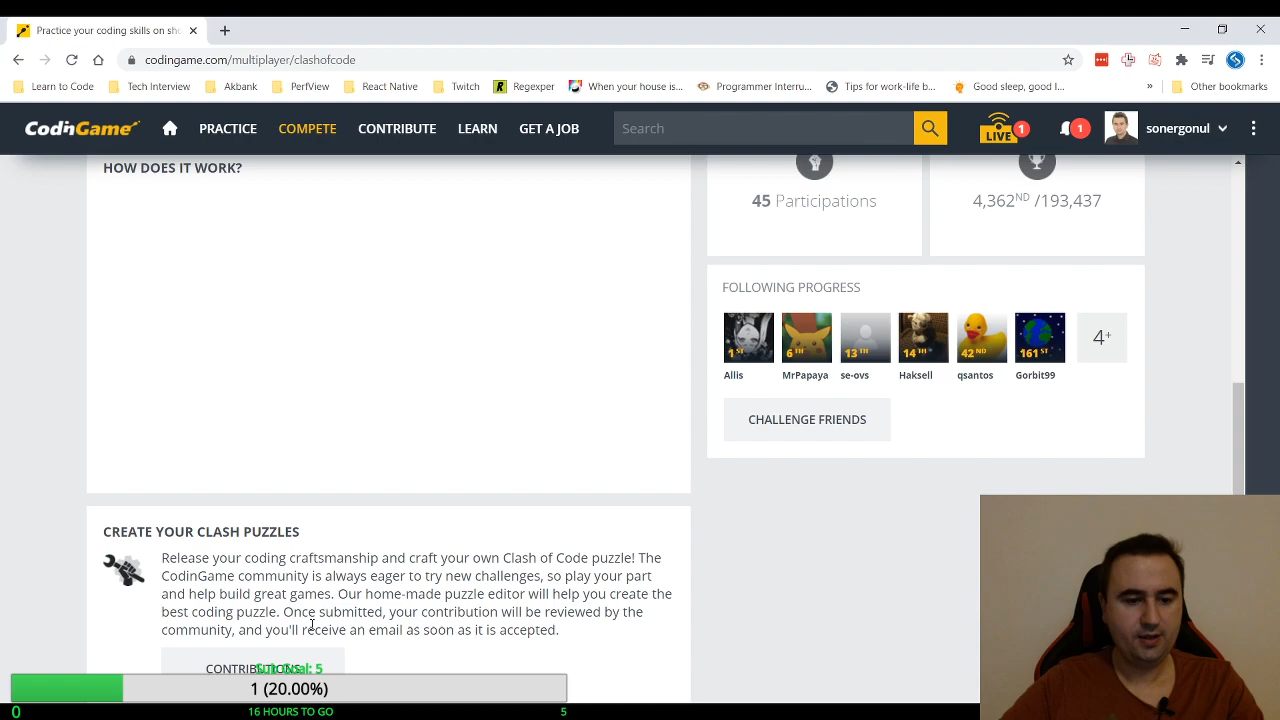 Practice your coding skills on sho
codingame.com/multiplayer/clashofcode
Learn to Code Tech Interview Akbank PerfView React Native Twitch Regexper When your house is... Programmer Interru... Tips for work-life b... Good sleep, good l... » Other bookmarks
CodinGame PRACTICE COMPETE CONTRIBUTE LEARN GET A JOB Search LIVE 1 1 sonergonul
HOW DOES IT WORK?
45 Participations
4,362ND /193,437
FOLLOWING PROGRESS
1ST 6TH 13TH 14TH 42ND 161ST 4+
Allis MrPapaya se-ovs Haksell qsantos Gorbit99
CHALLENGE FRIENDS
CREATE YOUR CLASH PUZZLES
Release your coding craftsmanship and craft your own Clash of Code puzzle! The
CodinGame community is always eager to try new challenges, so play your part
and help build great games. Our home-made puzzle editor will help you create the
best coding puzzle. Once submitted, your contribution will be reviewed by the
community, and you'll receive an email as soon as it is accepted.
CONTRIBUTIONS
Sub Goal: 5
1 (20.00%)
0 16 HOURS TO GO 5